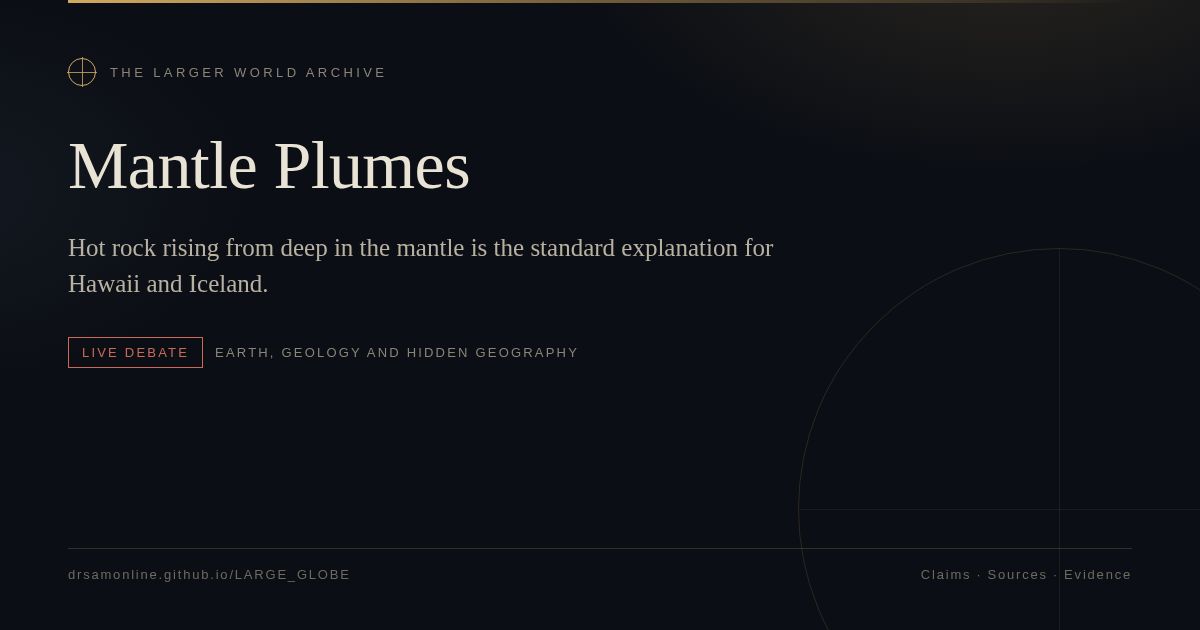 THE LARGER WORLD ARCHIVE
Mantle Plumes
Hot rock rising from deep in the mantle is the standard explanation for
Hawaii and Iceland.
LIVE DEBATE EARTH, GEOLOGY AND HIDDEN GEOGRAPHY
drsamonline.github.io/LARGE_GLOBE
Claims · Sources · Evidence